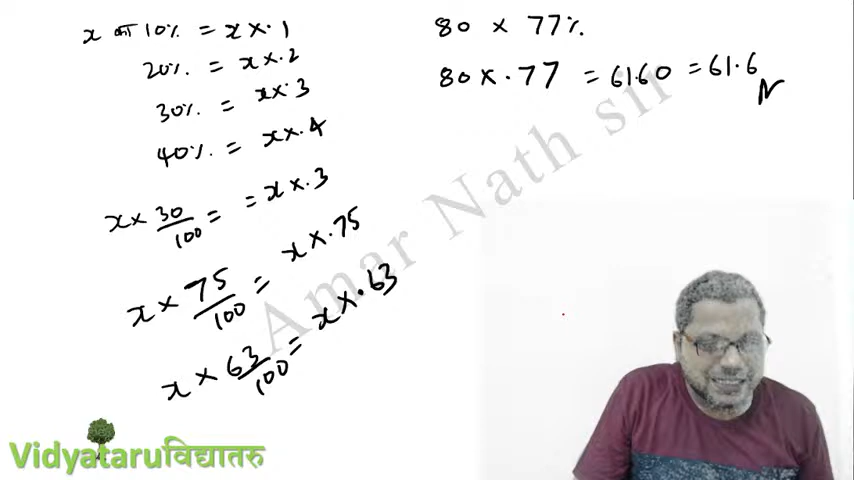 x का 10% = x×.1
20% = x×.2
30% = x×.3
40% = x×.4
x × 30/100 = = x×.3
x × 75/100 = x×.75
x × 63/100 = x×.63
80 × 77%
80×.77 = 61.60 = 61.6
N
Amar Nath sir
Vidyataruविद्यातरु